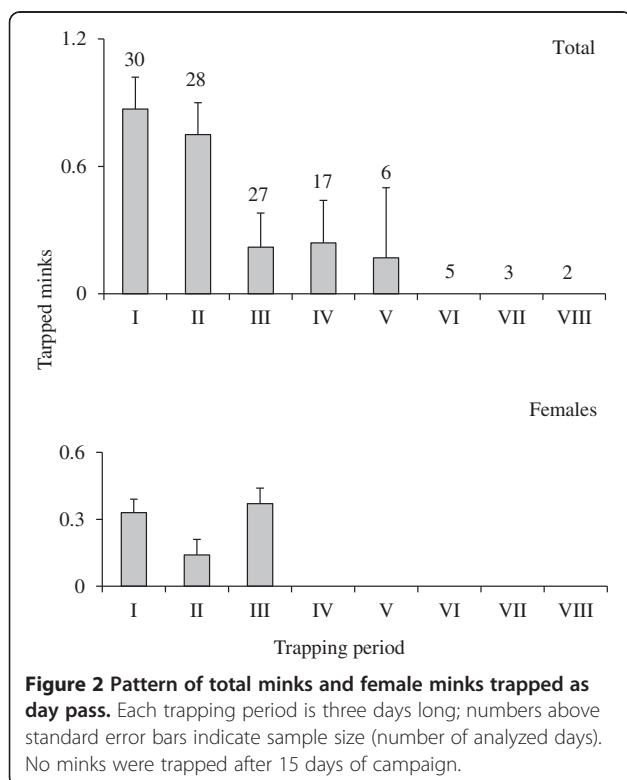 1.2
Total
30
28
0.6
27
17
6
5
3
2
0
I II III IV V VI VII VIII
Tarpped minks
Females
0.6
0.3
0
I II III IV V VI VII VIII
Trapping period
Figure 2 Pattern of total minks and female minks trapped as
day pass. Each trapping period is three days long; numbers above
standard error bars indicate sample size (number of analyzed days).
No minks were trapped after 15 days of campaign.